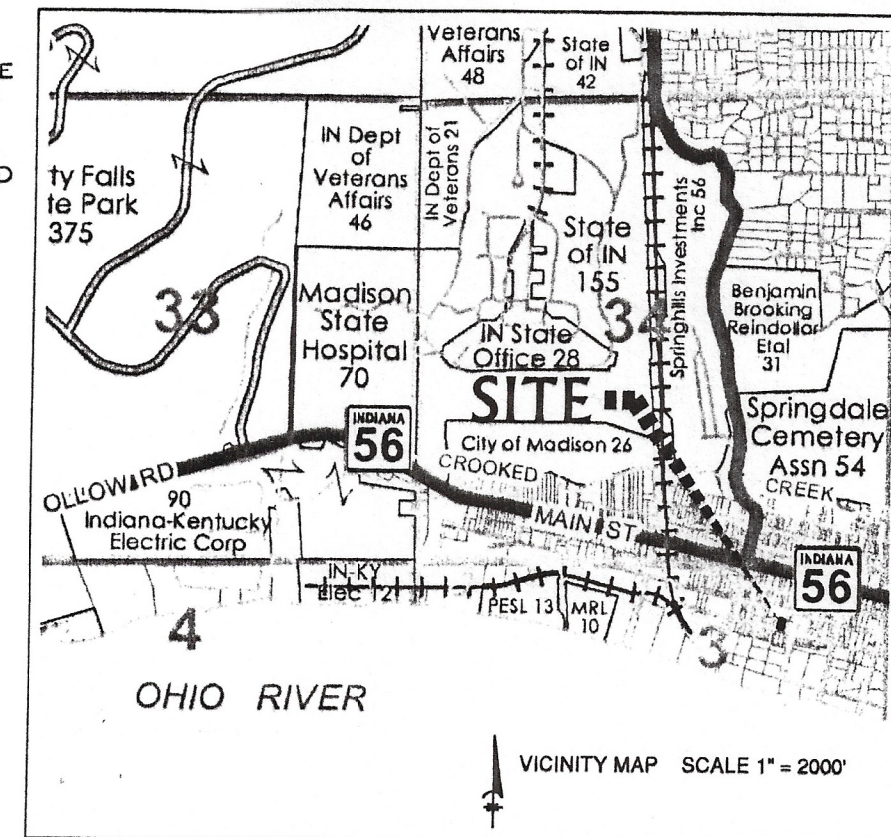 E
D
Veterans
Affairs
48
State
of IN
42
IN Dept
of
Veterans
Affairs
46
IN Dept of
Veterans 21
ty Falls
te Park
375
State
of IN
155
Springhills Investments
Inc 56
33
34
Madison
State
Hospital
70
IN State
Office 28
Benjamin
Brooking
Reindollar
Etal
31
SITE
INDIANA
56
City of Madison 26
Springdale
Cemetery
Assn 54
CROOKED
CREEK
OLLOW RD
90
Indiana-Kentucky
Electric Corp
MAIN ST
INDIANA
56
IN-KY
Elec 12
PESL 13
MRL
10
4
3
OHIO RIVER
VICINITY MAP SCALE 1" = 2000'